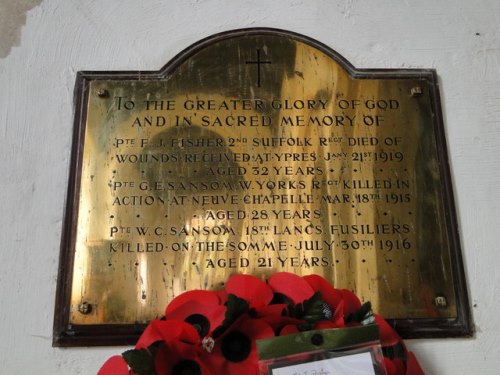 TO THE GREATER GLORY OF GOD
AND IN SACRED MEMORY OF
PTE F. J. FISHER 2ND SUFFOLK REGT DIED OF
WOUNDS RECEIVED AT YPRES JANY 21ST 1919
AGED 32 YEARS
PTE G.E. SANSOM. W. YORKS REGT KILLED IN
ACTION AT NEUVE CHAPELLE MAR. 18TH 1915
AGED 28 YEARS
PTE W.C. SANSOM. 18TH LANCS. FUSILIERS
KILLED ON THE SOMME JULY 30TH 1916
AGED 21 YEARS.